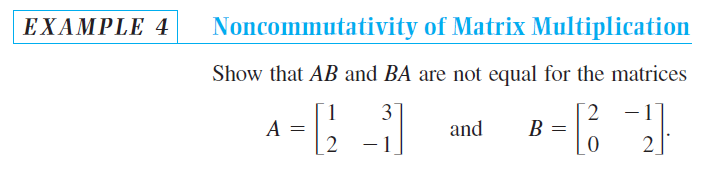 EXAMPLE 4 Noncommutativity of Matrix Multiplication
Show that AB and BA are not equal for the matrices
A = [1 3; 2 −1] and B = [2 −1; 0 2].